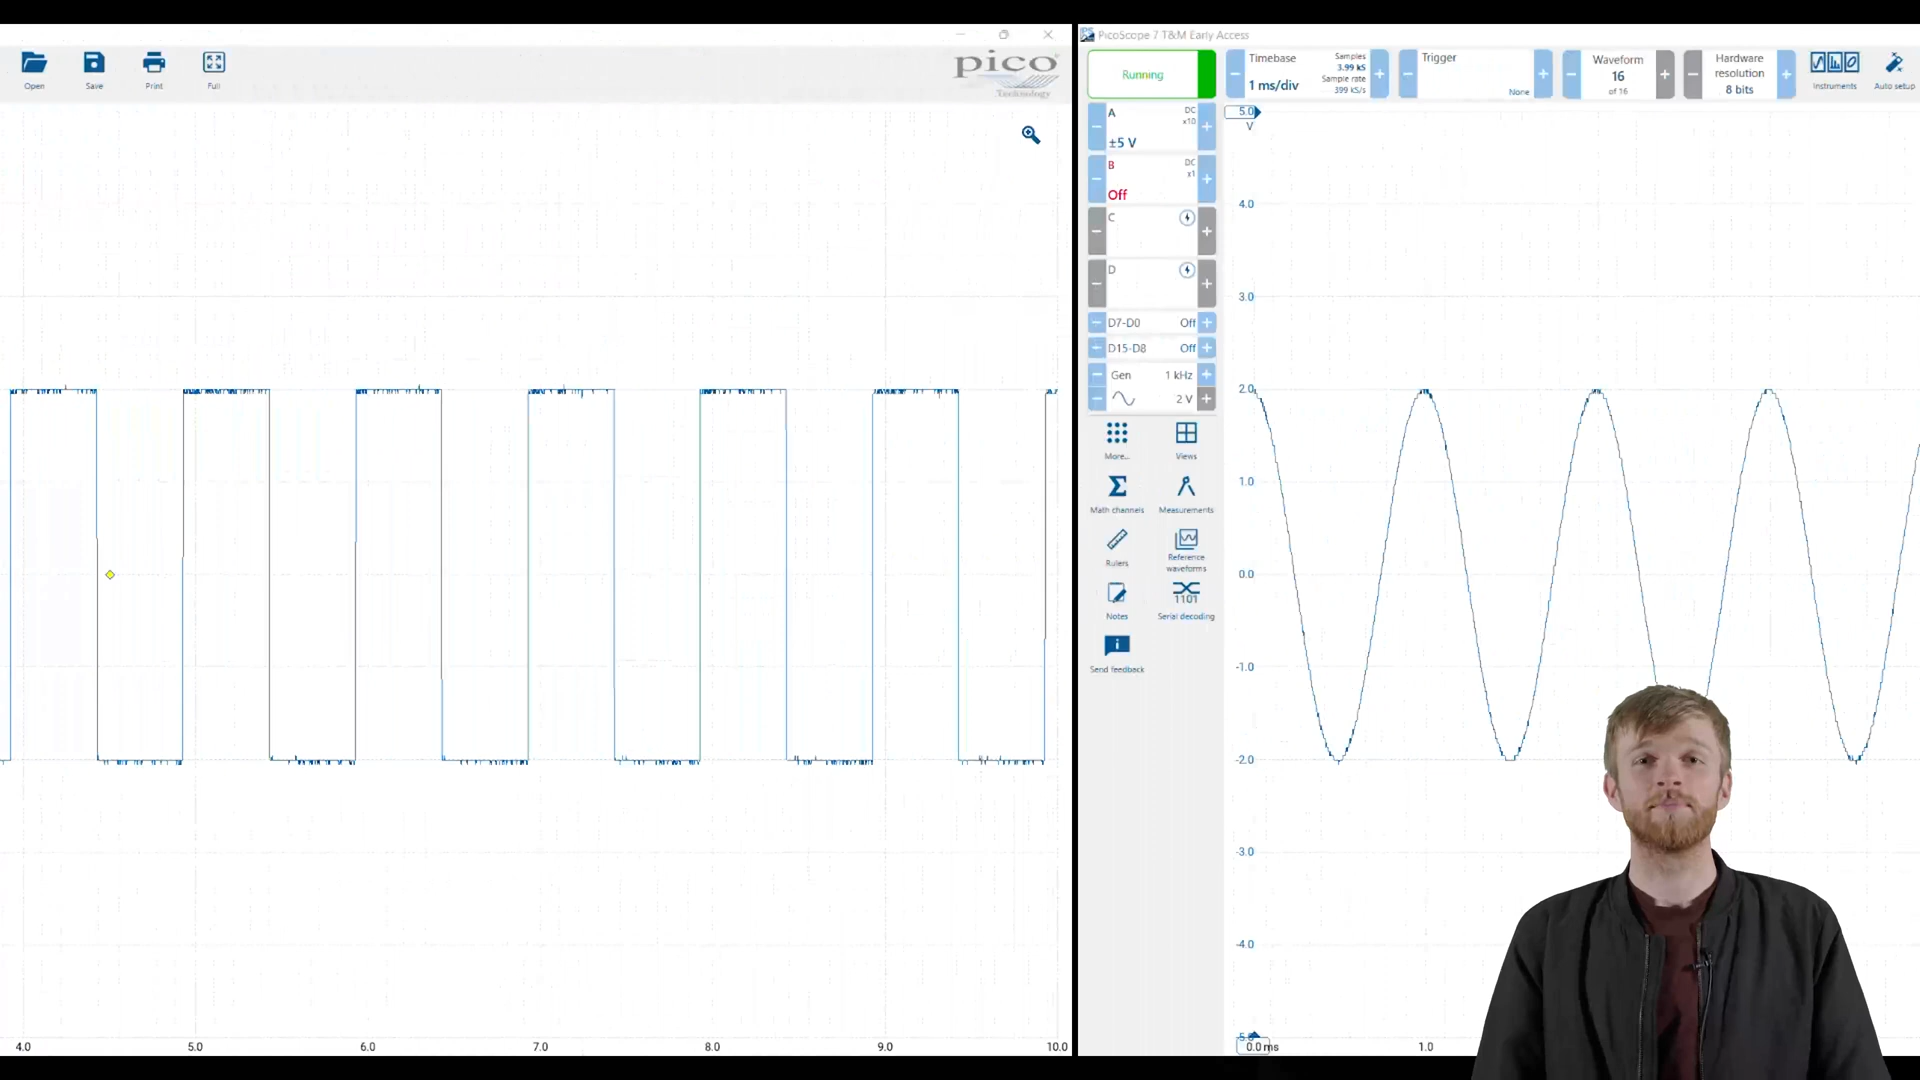 Open
Save
Print
Full
pico
Technology
4.0
5.0
6.0
7.0
8.0
9.0
10.0
PicoScope 7 T&M Early Access
Running
Timebase
1 ms/div
Samples
3.99 kS
Sample rate
399 kS/s
Trigger
None
Waveform
16
of 16
Hardware
resolution
8 bits
Instruments
Auto setup
A
DC
x10
±5 V
B
DC
x1
Off
C
D
D7-D0 Off
D15-D8 Off
Gen 1 kHz
2 V
More...
Views
Math channels
Measurements
Rulers
Reference
waveforms
Notes
1101
Serial decoding
Send feedback
5.0
V
4.0
3.0
2.0
1.0
0.0
-1.0
-2.0
-3.0
-4.0
-5.0
0.0 ms
1.0